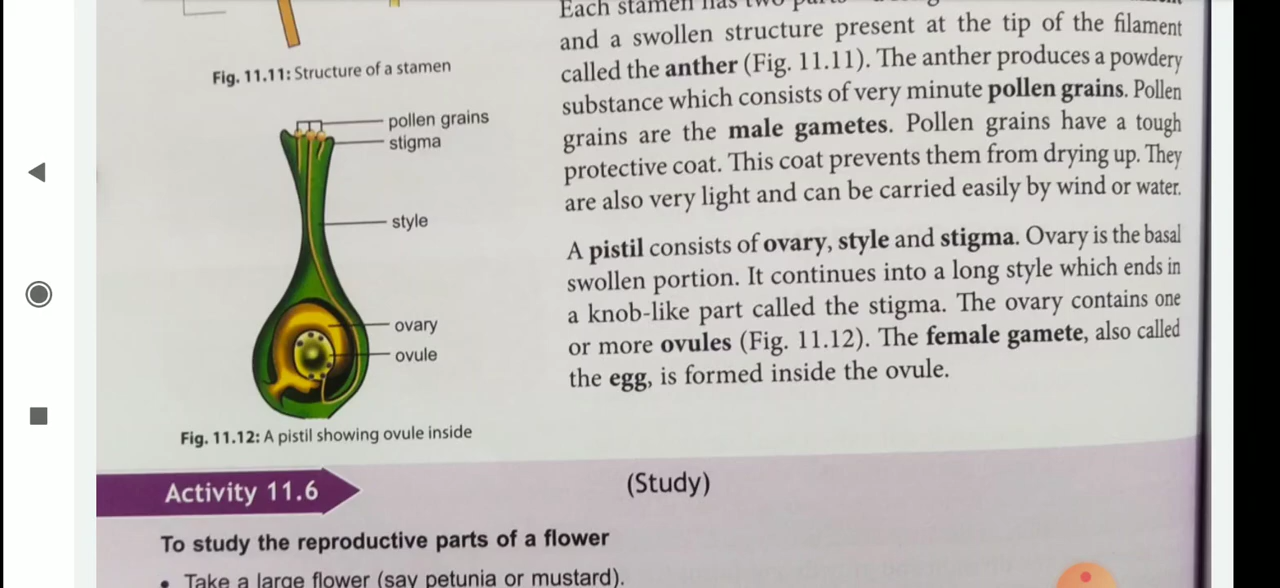 Fig. 11.11: Structure of a stamen
pollen grains
stigma
style
ovary
ovule
Fig. 11.12: A pistil showing ovule inside
Each stamen has two parts
and a swollen structure present at the tip of the filament
called the anther (Fig. 11.11). The anther produces a powdery
substance which consists of very minute pollen grains. Pollen
grains are the male gametes. Pollen grains have a tough
protective coat. This coat prevents them from drying up. They
are also very light and can be carried easily by wind or water.
A pistil consists of ovary, style and stigma. Ovary is the basal
swollen portion. It continues into a long style which ends in
a knob-like part called the stigma. The ovary contains one
or more ovules (Fig. 11.12). The female gamete, also called
the egg, is formed inside the ovule.
Activity 11.6
(Study)
To study the reproductive parts of a flower
• Take a large flower (say petunia or mustard).